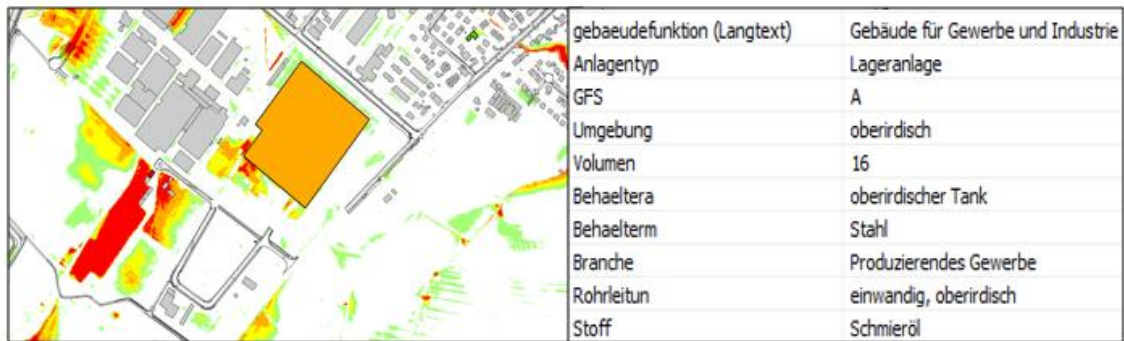 gebaeudefunktion (Langtext) Gebäude für Gewerbe und Industrie
Anlagentyp Lageranlage
GFS A
Umgebung oberirdisch
Volumen 16
Behaeltera oberirdischer Tank
Behaelterm Stahl
Branche Produzierendes Gewerbe
Rohrleitun einwandig, oberirdisch
Stoff Schmieröl